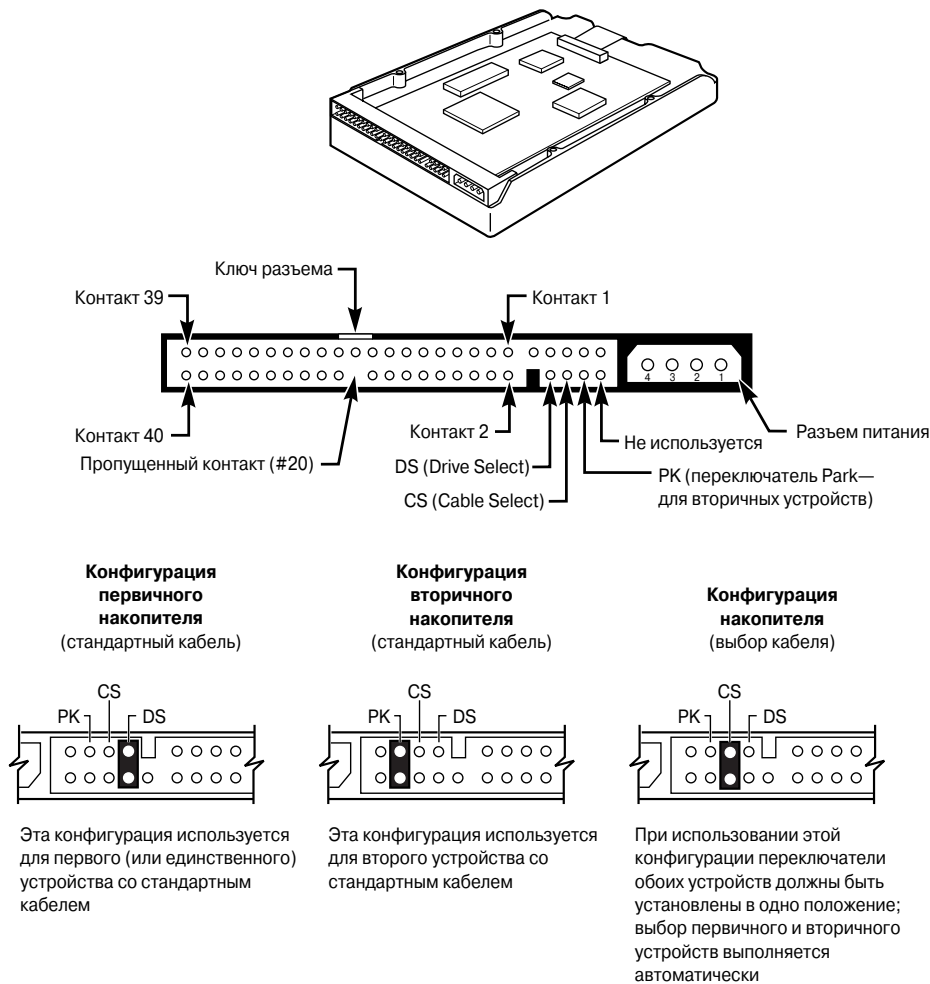 Ключ разъема
Контакт 39
Контакт 1
4 3 2 1
Контакт 40
Контакт 2
Не используется
Разъем питания
Пропущенный контакт (#20)
DS (Drive Select)
PK (переключатель Park—
для вторичных устройств)
CS (Cable Select)
Конфигурация
первичного
накопителя
(стандартный кабель)
CS
PK
DS
Эта конфигурация используется
для первого (или единственного)
устройства со стандартным
кабелем
Конфигурация
вторичного
накопителя
(стандартный кабель)
CS
PK
DS
Эта конфигурация используется
для второго устройства со
стандартным кабелем
Конфигурация
накопителя
(выбор кабеля)
CS
PK
DS
При использовании этой
конфигурации переключатели
обоих устройств должны быть
установлены в одно положение;
выбор первичного и вторичного
устройств выполняется
автоматически